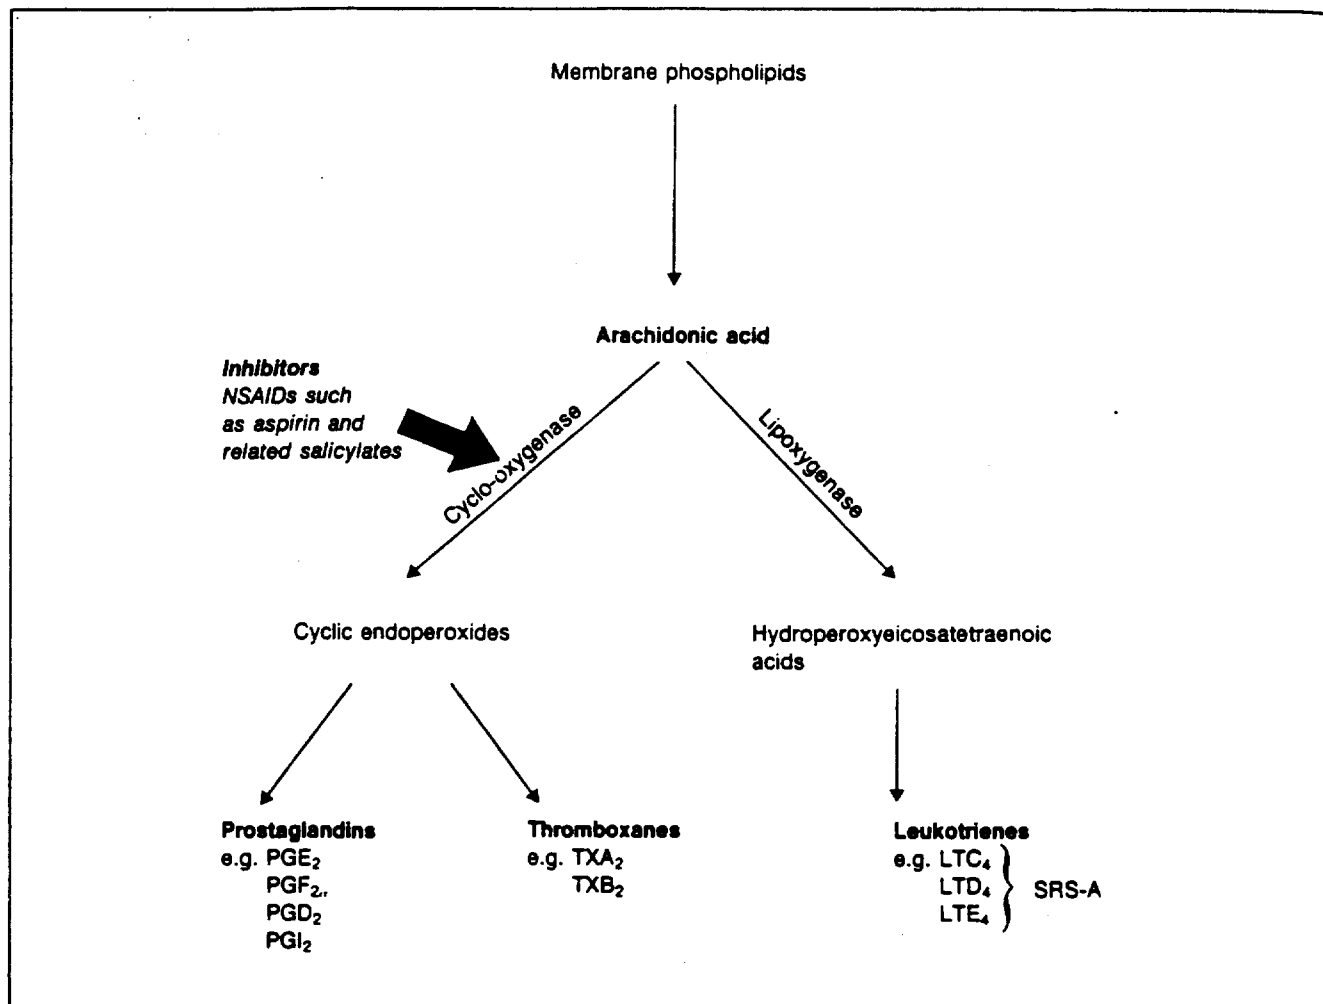 Membrane phospholipids
Arachidonic acid
Inhibitors
NSAIDs such
as aspirin and
related salicylates
Cyclo-oxygenase
Lipoxygenase
Cyclic endoperoxides
Hydroperoxyeicosatetraenoic
acids
Prostaglandins
e.g. PGE₂
PGF₂
PGD₂
PGI₂
Thromboxanes
e.g. TXA₂
TXB₂
Leukotrienes
e.g. LTC₄
LTD₄
LTE₄
SRS-A